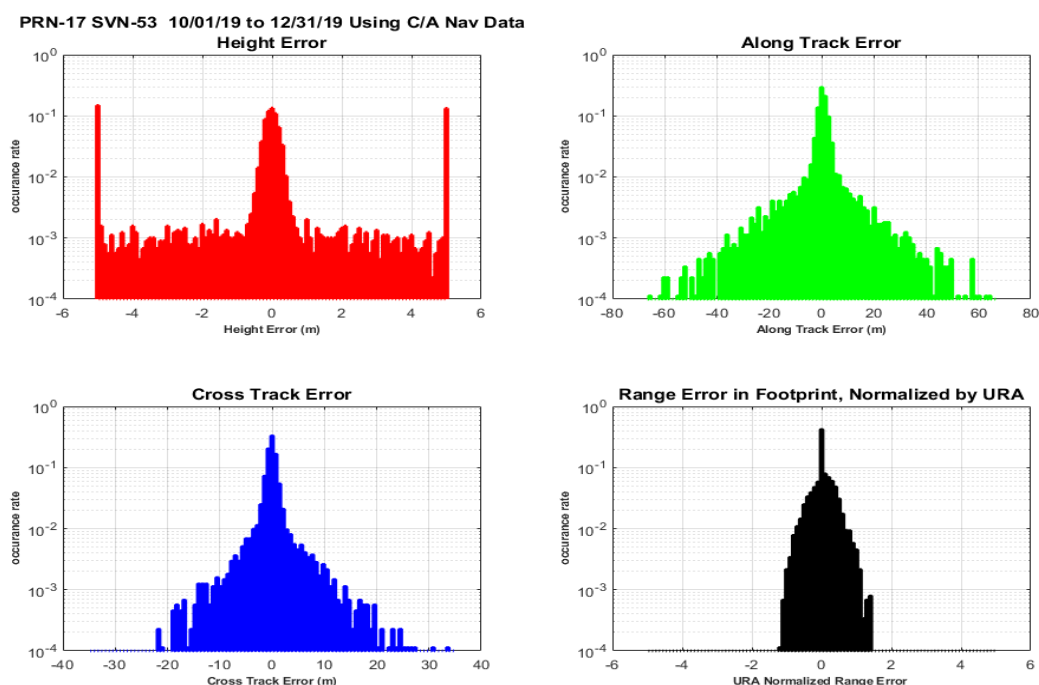 PRN-17 SVN-53  10/01/19 to 12/31/19 Using C/A Nav Data
Height Error
10^0
10^-1
10^-2
10^-3
10^-4
occurance rate
-6 -4 -2 0 2 4 6
Height Error (m)
Along Track Error
10^0
10^-1
10^-2
10^-3
10^-4
occurance rate
-80 -60 -40 -20 0 20 40 60 80
Along Track Error (m)
Cross Track Error
10^0
10^-1
10^-2
10^-3
10^-4
occurance rate
-40 -30 -20 -10 0 10 20 30 40
Cross Track Error (m)
Range Error in Footprint, Normalized by URA
10^0
10^-1
10^-2
10^-3
10^-4
occurance rate
-6 -4 -2 0 2 4 6
URA Normalized Range Error